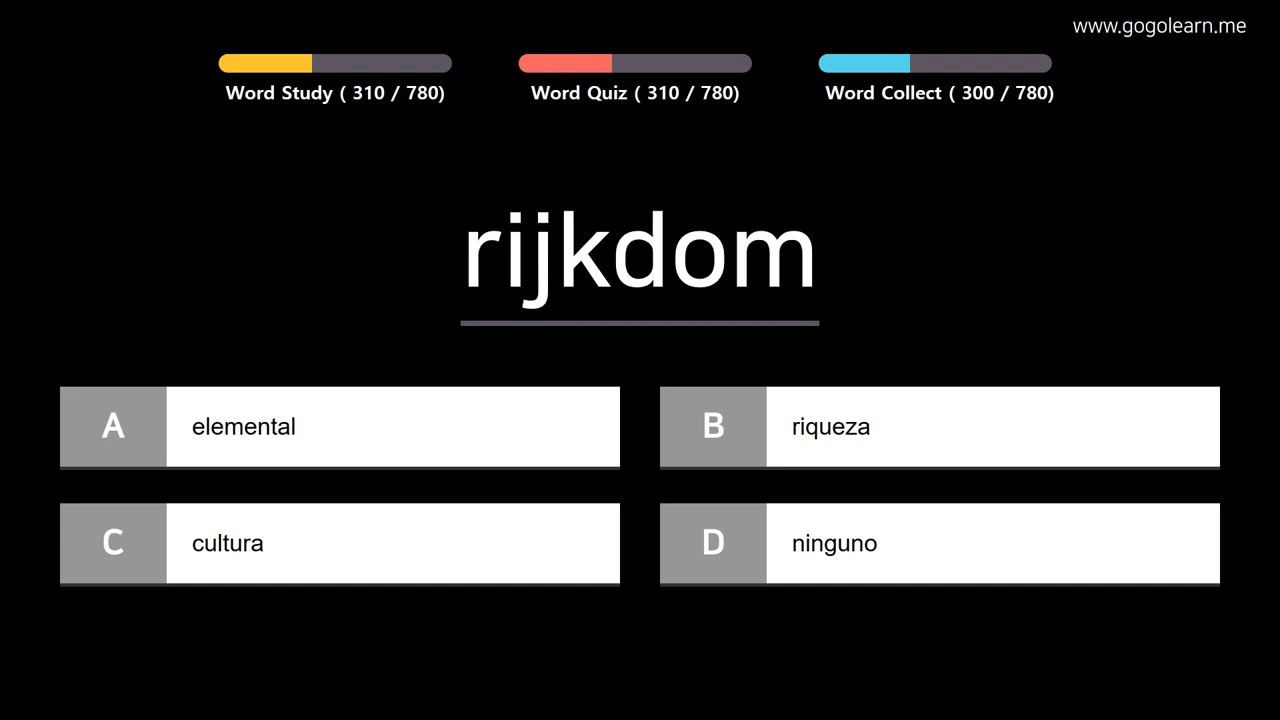 www.gogolearn.me
Word Study ( 310 / 780)
Word Quiz ( 310 / 780)
Word Collect ( 300 / 780)
rijkdom
A elemental
B riqueza
C cultura
D ninguno